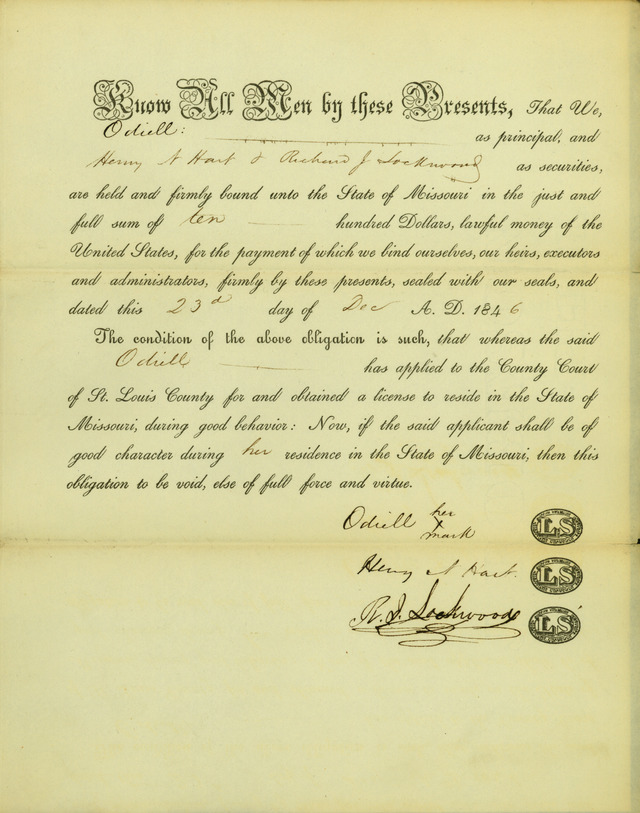 Know All Men by these Presents, That We,
Odiell: as principal, and
Henry N Hart & Richard J Lockwood as securities,
are held and firmly bound unto the State of Missouri in the just and
full sum of ten hundred Dollars, lawful money of the
United States, for the payment of which we bind ourselves, our heirs, executors
and administrators, firmly by these presents, sealed with our seals, and
dated this 23d day of Dec A. D. 1846
The condition of the above obligation is such, that whereas the said
Odiell has applied to the County Court
of St. Louis County for and obtained a license to reside in the State of
Missouri, during good behavior: Now, if the said applicant shall be of
good character during her residence in the State of Missouri, then this
obligation to be void, else of full force and virtue.
Odiell her x mark LS
Henry N Hart. LS
R. J. Lockwood LS